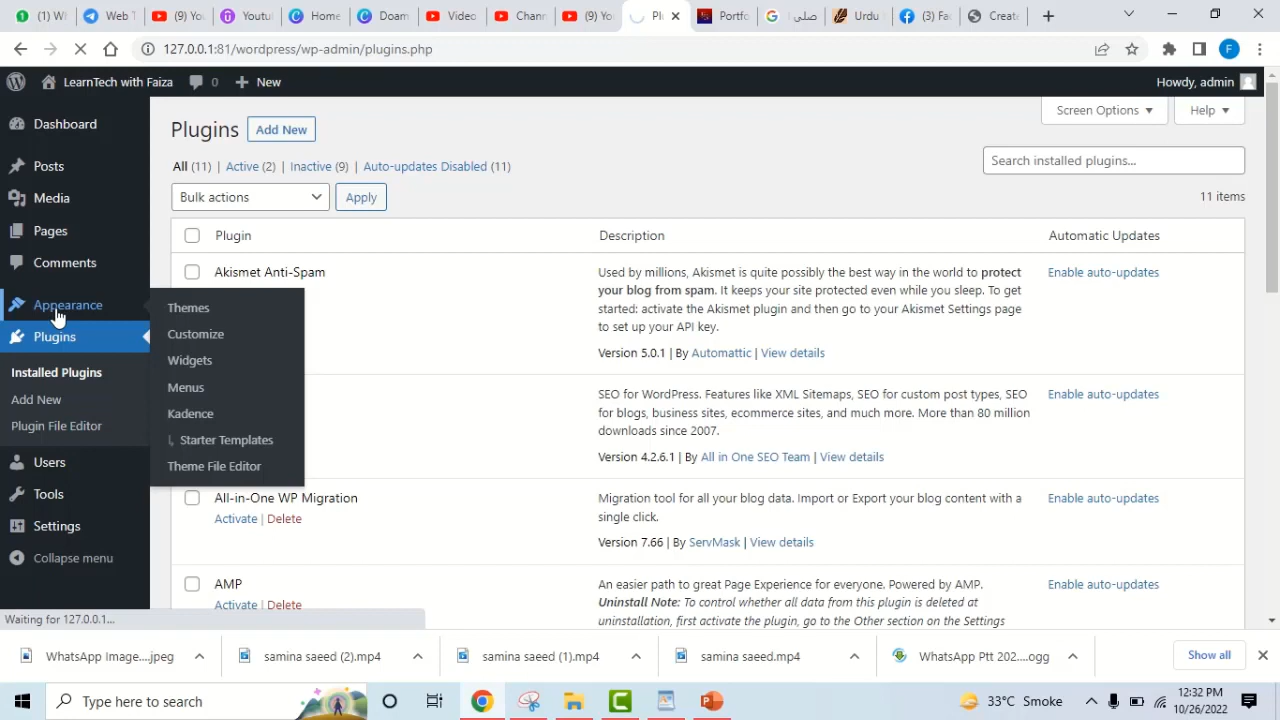 (9) You
Web T
(9) You
Youtu
Home
Doam
Video
Chann
(9) Yo
Plu
Portfo
صلی
Urdu
(3) Fac
Create
127.0.0.1:81/wordpress/wp-admin/plugins.php
F
LearnTech with Faiza 0 + New
Howdy, admin
Dashboard
Posts
Media
Pages
Comments
Appearance
Plugins
Installed Plugins
Add New
Plugin File Editor
Users
Tools
Settings
Collapse menu
Themes
Customize
Widgets
Menus
Kadence
Starter Templates
Theme File Editor
Screen Options Help
Plugins Add New
All (11) | Active (2) | Inactive (9) | Auto-updates Disabled (11)
Search installed plugins...
Bulk actions Apply
11 items
Plugin Description Automatic Updates
Akismet Anti-Spam
Used by millions, Akismet is quite possibly the best way in the world to protect
your blog from spam. It keeps your site protected even while you sleep. To get
started: activate the Akismet plugin and then go to your Akismet Settings page
to set up your API key.
Version 5.0.1 | By Automattic | View details
Enable auto-updates
SEO for WordPress. Features like XML Sitemaps, SEO for custom post types, SEO
for blogs, business sites, ecommerce sites, and much more. More than 80 million
downloads since 2007.
Version 4.2.6.1 | By All in One SEO Team | View details
Enable auto-updates
All-in-One WP Migration
Activate | Delete
Migration tool for all your blog data. Import or Export your blog content with a
single click.
Version 7.66 | By ServMask | View details
Enable auto-updates
AMP
Activate | Delete
An easier path to great Page Experience for everyone. Powered by AMP.
Uninstall Note: To control whether all data from this plugin is deleted at
uninstallation, first activate the plugin, go to the Other section on the Settings
Enable auto-updates
Waiting for 127.0.0.1...
WhatsApp Image....jpeg
samina saeed (2).mp4
samina saeed (1).mp4
samina saeed.mp4
WhatsApp Ptt 202....ogg
Show all
Type here to search
33°C Smoke
12:32 PM
10/26/2022